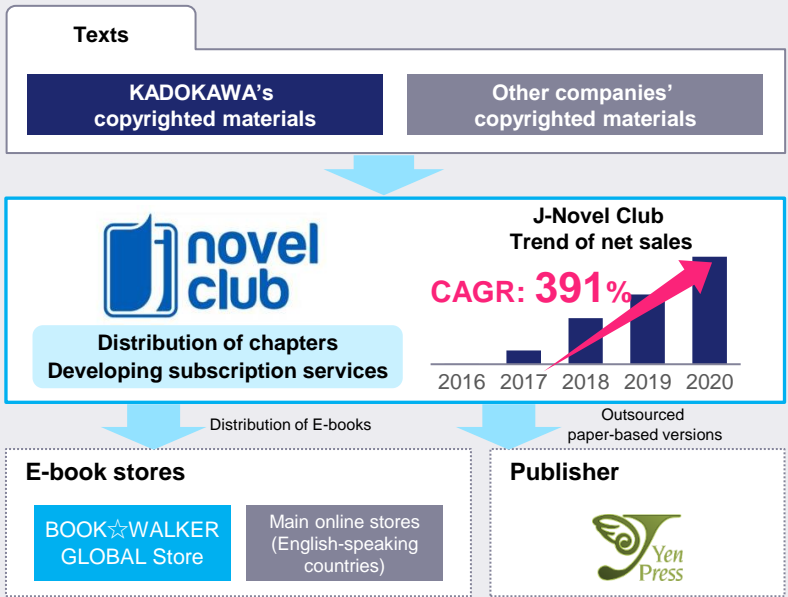 Texts
KADOKAWA's
copyrighted materials
Other companies'
copyrighted materials
j novel
club
Distribution of chapters
Developing subscription services
J-Novel Club
Trend of net sales
CAGR: 391%
2016 2017 2018 2019 2020
Distribution of E-books
Outsourced
paper-based versions
E-book stores
BOOK☆WALKER
GLOBAL Store
Main online stores
(English-speaking
countries)
Publisher
Yen
Press